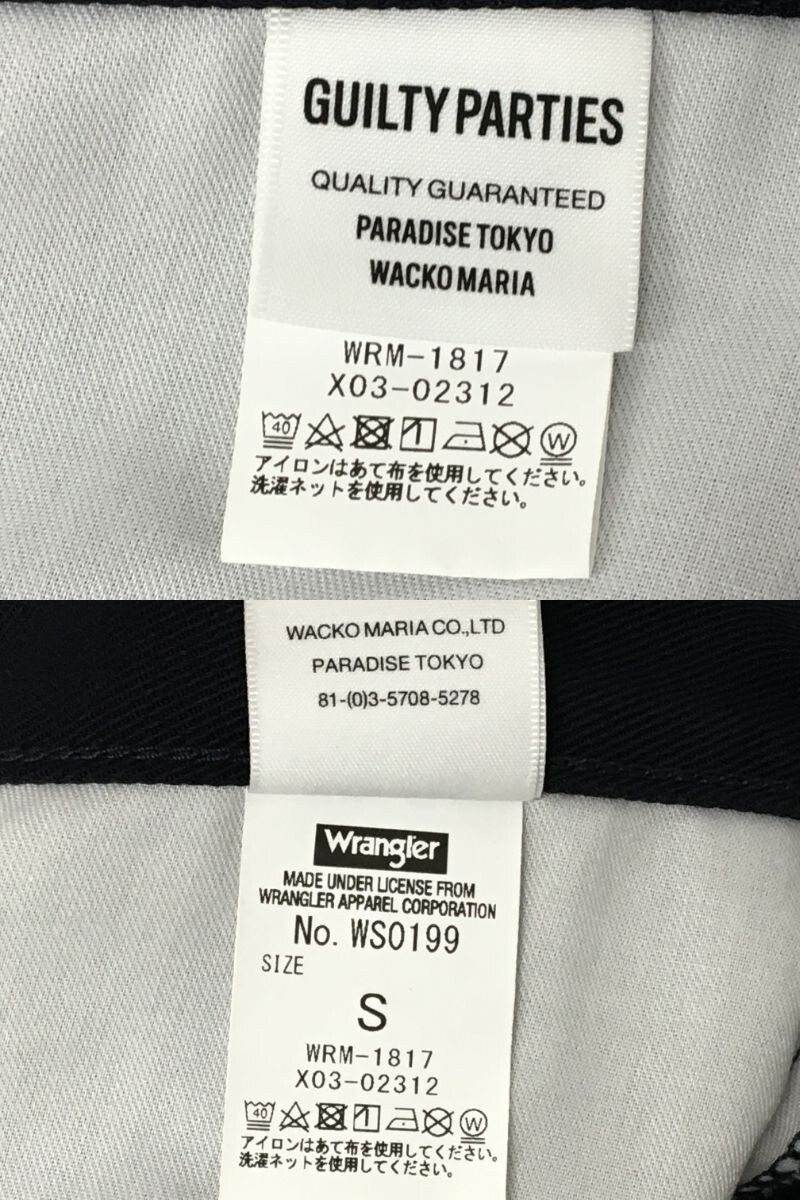 GUILTY PARTIES
QUALITY GUARANTEED
PARADISE TOKYO
WACKO MARIA
WRM-1817
X03-02312
40 W
アイロンはあて布を使用してください。
洗濯ネットを使用してください。
WACKO MARIA CO.,LTD
PARADISE TOKYO
81-(0)3-5708-5278
Wrangler
MADE UNDER LICENSE FROM
WRANGLER APPAREL CORPORATION
No. WS0199
SIZE
S
WRM-1817
X03-02312
40 W
アイロンはあて布を使用してください。
洗濯ネットを使用してください。